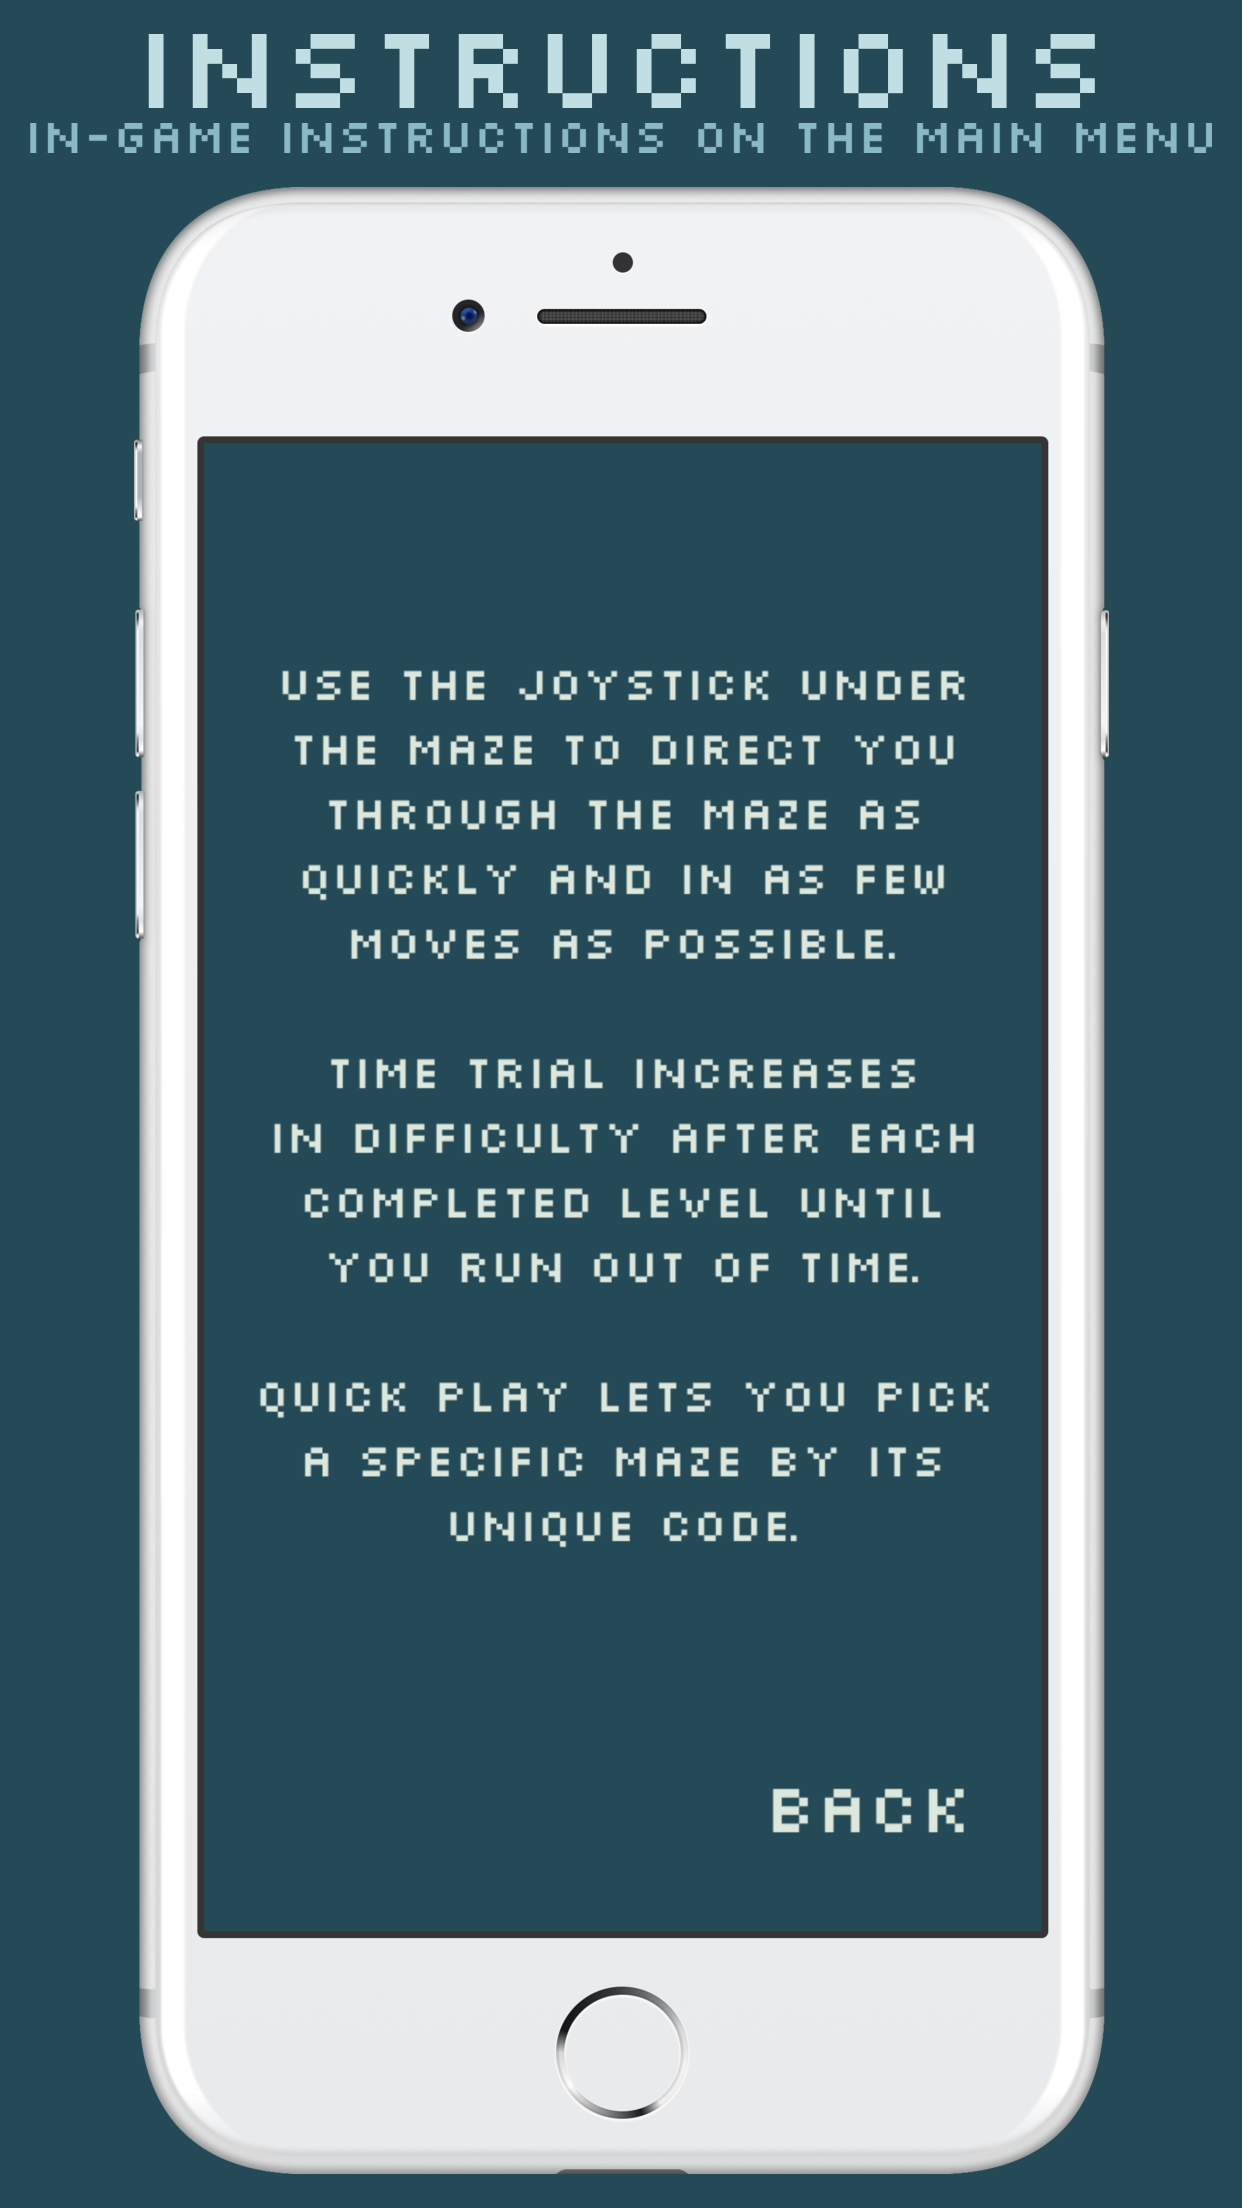 INSTRUCTIONS
IN-GAME INSTRUCTIONS ON THE MAIN MENU
USE THE JOYSTICK UNDER
THE MAZE TO DIRECT YOU
THROUGH THE MAZE AS
QUICKLY AND IN AS FEW
MOVES AS POSSIBLE.
TIME TRIAL INCREASES
IN DIFFICULTY AFTER EACH
COMPLETED LEVEL UNTIL
YOU RUN OUT OF TIME.
QUICK PLAY LETS YOU PICK
A SPECIFIC MAZE BY ITS
UNIQUE CODE.
BACK